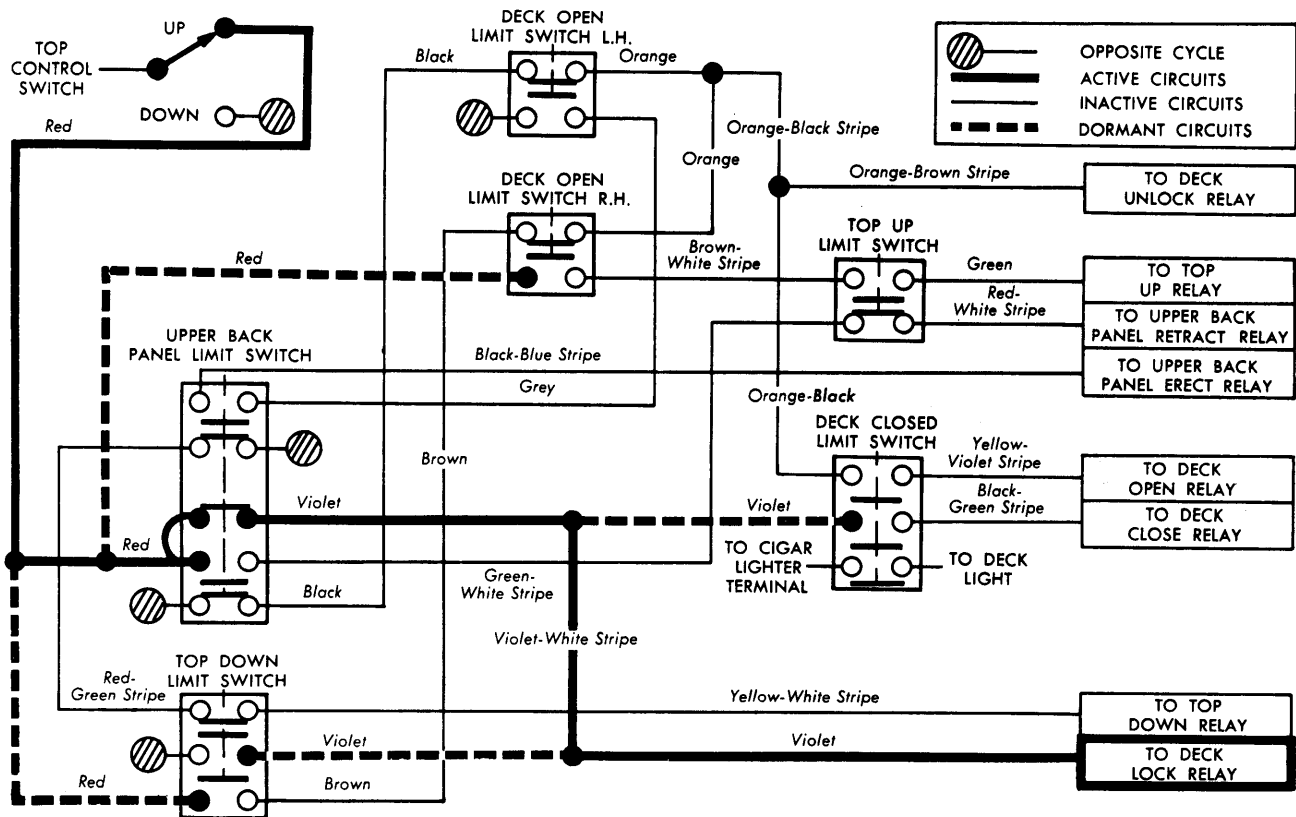 UP
TOP
CONTROL
SWITCH
DOWN
Red
DECK OPEN
LIMIT SWITCH L.H.
Black
Orange
OPPOSITE CYCLE
ACTIVE CIRCUITS
INACTIVE CIRCUITS
DORMANT CIRCUITS
Orange-Black Stripe
Orange
DECK OPEN
LIMIT SWITCH R.H.
Orange-Brown Stripe
TO DECK
UNLOCK RELAY
TOP UP
LIMIT SWITCH
Red
Brown-
White Stripe
Green
Red-
White Stripe
TO TOP
UP RELAY
TO UPPER BACK
PANEL RETRACT RELAY
TO UPPER BACK
PANEL ERECT RELAY
UPPER BACK
PANEL LIMIT SWITCH
Black-Blue Stripe
Grey
Orange-Black
DECK CLOSED
LIMIT SWITCH
Brown
Yellow-
Violet Stripe
Black-
Green Stripe
TO DECK
OPEN RELAY
TO DECK
CLOSE RELAY
Violet
Violet
Red
TO CIGAR
LIGHTER
TERMINAL
TO DECK
LIGHT
Green-
White Stripe
Black
Violet-White Stripe
TOP DOWN
LIMIT SWITCH
Red-
Green Stripe
Yellow-White Stripe
TO TOP
DOWN RELAY
Violet
Violet
TO DECK
LOCK RELAY
Red
Brown